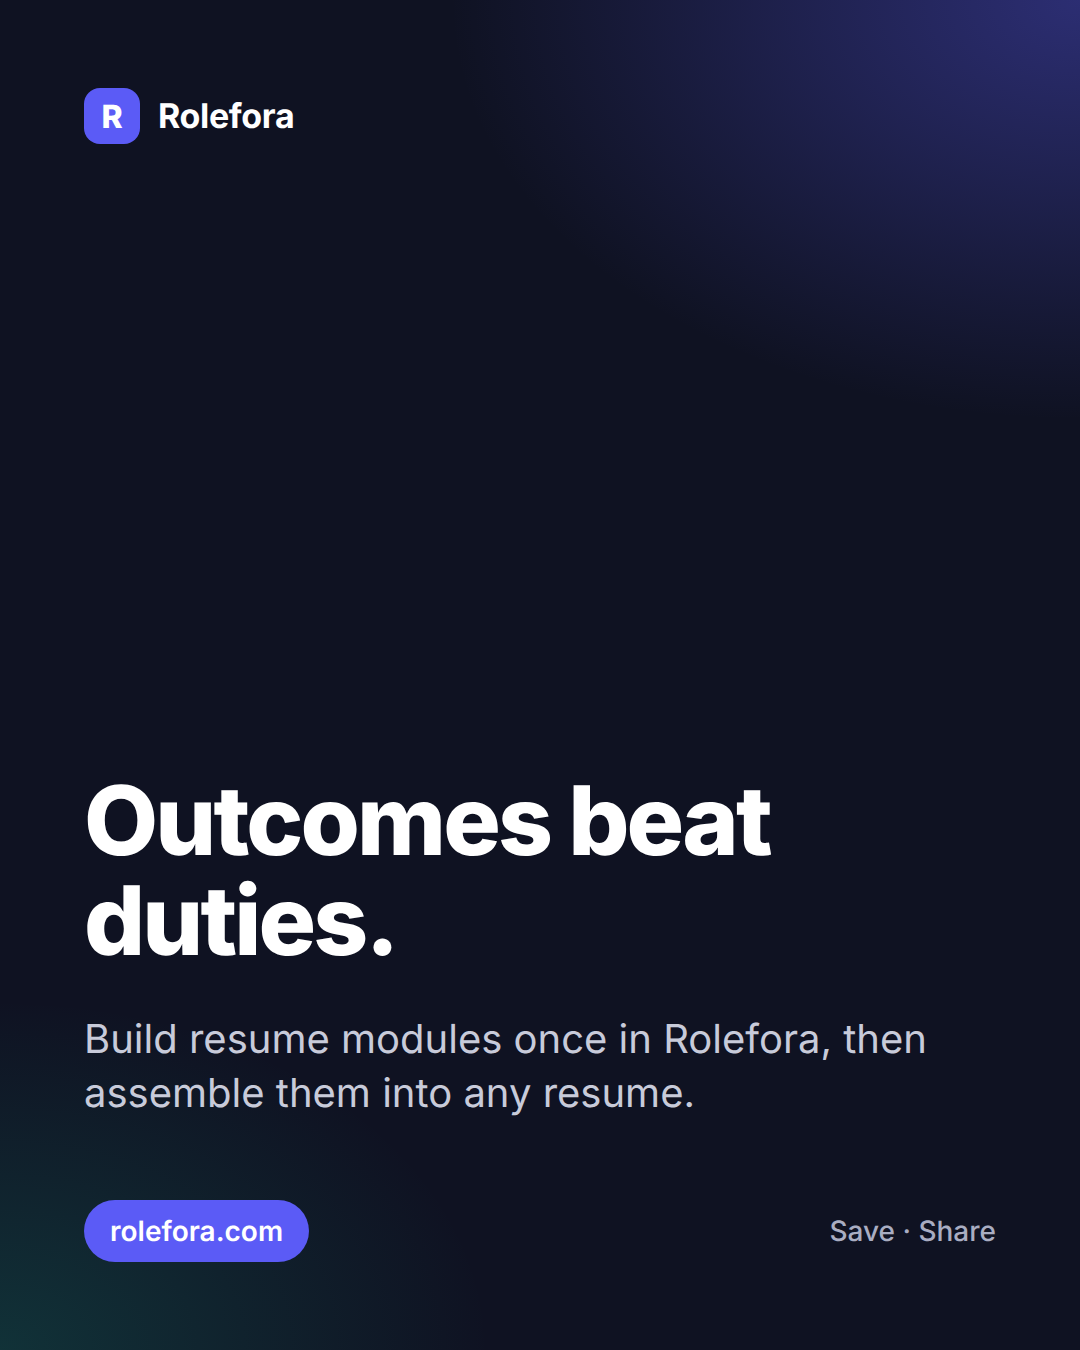 R
Rolefora
Outcomes beat
duties.
Build resume modules once in Rolefora, then
assemble them into any resume.
rolefora.com
Save · Share